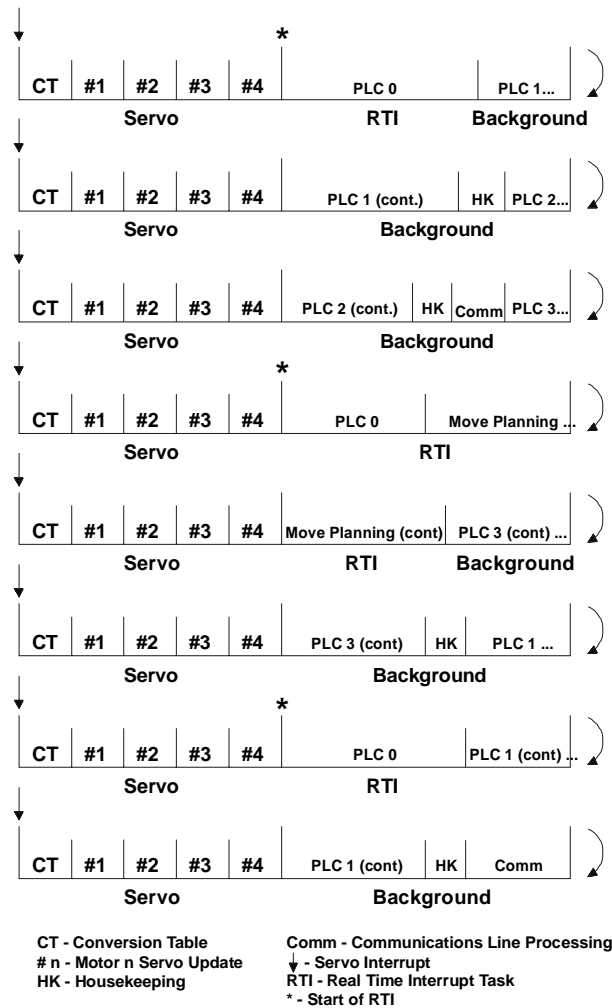 *
CT #1 #2 #3 #4 PLC 0 PLC 1...
Servo RTI Background
CT #1 #2 #3 #4 PLC 1 (cont.) HK PLC 2...
Servo Background
CT #1 #2 #3 #4 PLC 2 (cont.) HK Comm PLC 3...
Servo Background
*
CT #1 #2 #3 #4 PLC 0 Move Planning ...
Servo RTI
CT #1 #2 #3 #4 Move Planning (cont) PLC 3 (cont) ...
Servo RTI Background
CT #1 #2 #3 #4 PLC 3 (cont) HK PLC 1 ...
Servo Background
*
CT #1 #2 #3 #4 PLC 0 PLC 1 (cont) ...
Servo RTI
CT #1 #2 #3 #4 PLC 1 (cont) HK Comm
Servo Background
CT - Conversion Table
# n - Motor n Servo Update
HK - Housekeeping
Comm - Communications Line Processing
- Servo Interrupt
RTI - Real Time Interrupt Task
* - Start of RTI